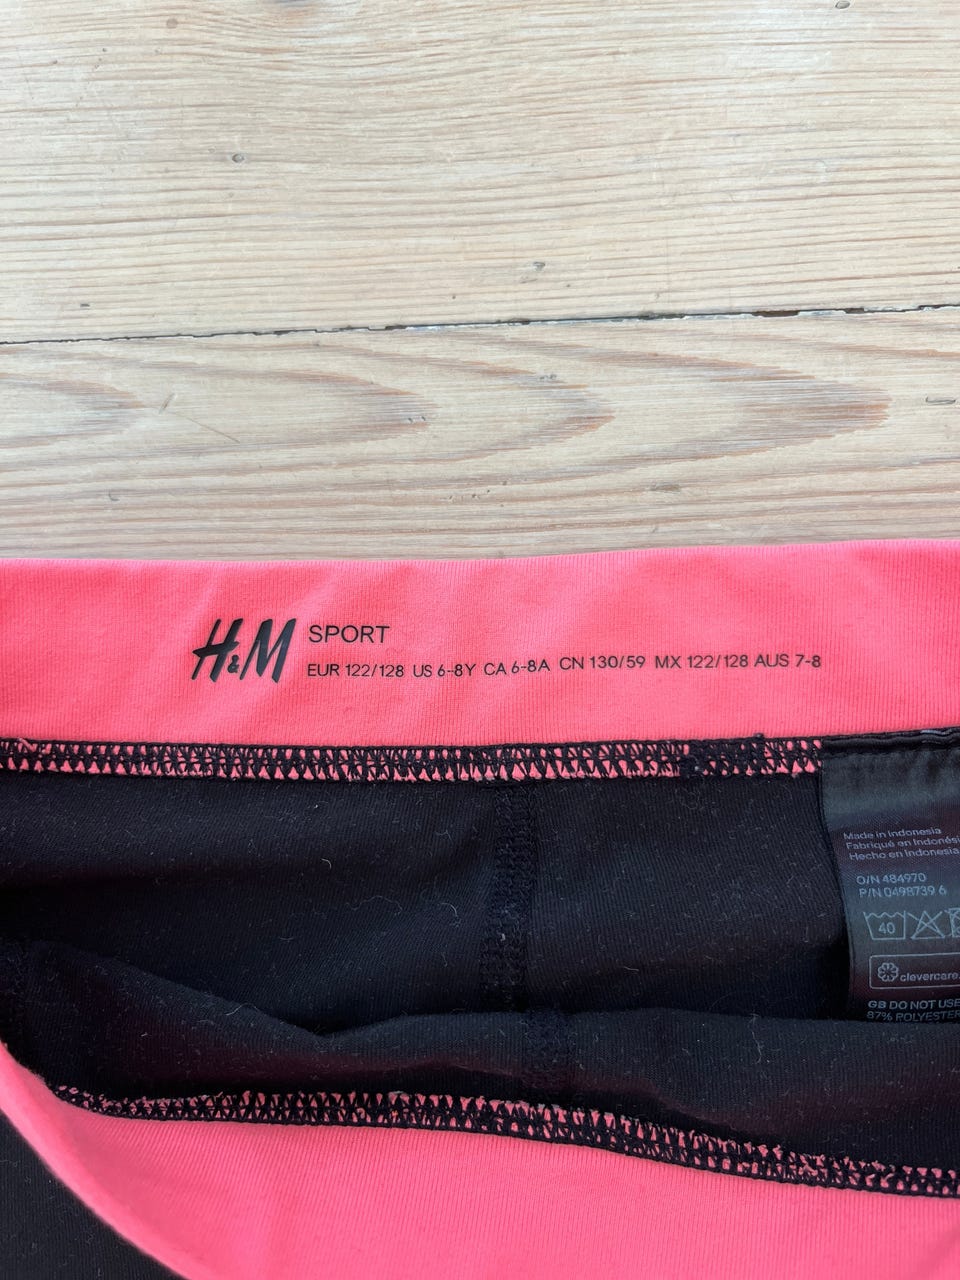 H&M SPORT
EUR 122/128 US 6-8Y CA 6-8A CN 130/59 MX 122/128 AUS 7-8
Made in Indonesia
Fabriqué en Indonési
Hecho en Indonesia
O/N 484970
P/N 0498739 6
40
clevercare.
GB DO NOT USE
87% POLYESTER